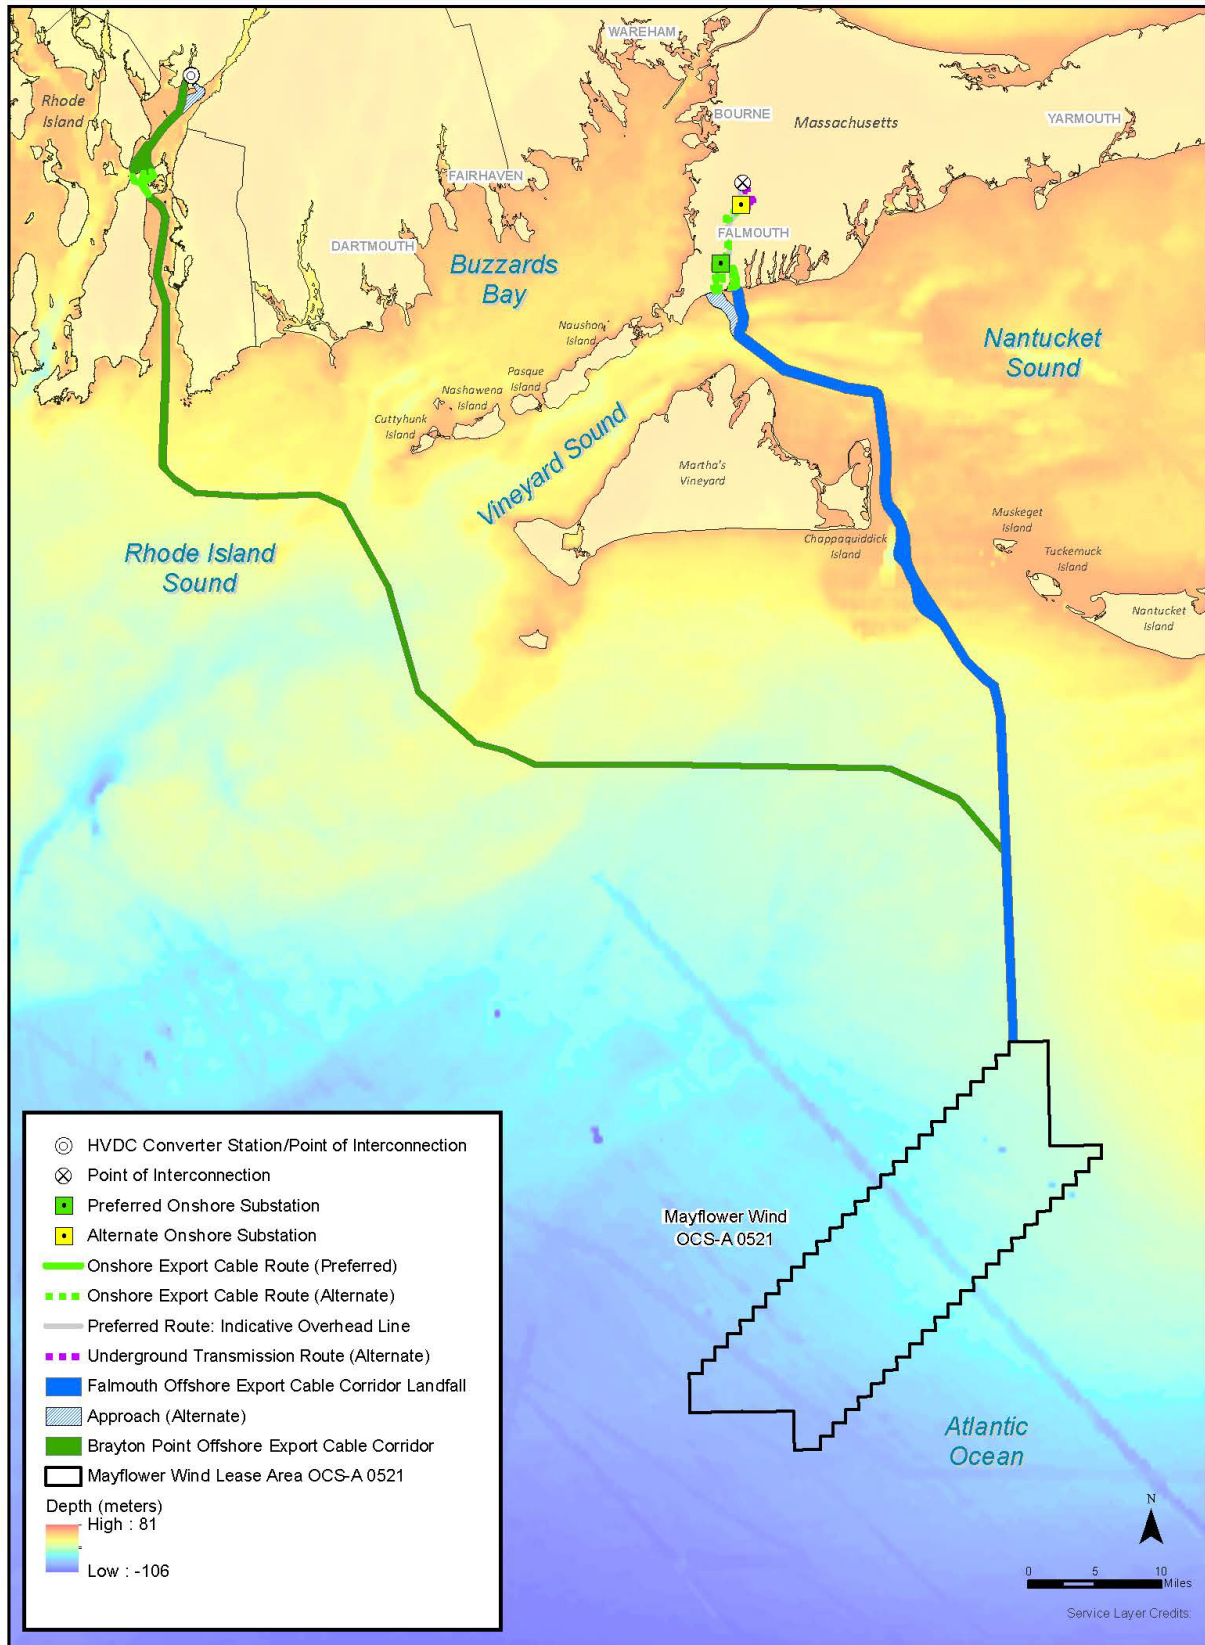 WAREHAM
Rhode
Island
BOURNE
Massachusetts
YARMOUTH
FAIRHAVEN
FALMOUTH
DARTMOUTH
Buzzards
Bay
Naushon
Island
Nantucket
Sound
Pasque
Island
Nashawena
Island
Cuttyhunk
Island
Vineyard Sound
Martha's
Vineyard
Muskeget
Island
Chappaquiddick
Island
Tuckernuck
Island
Rhode Island
Sound
Nantucket
Island
Mayflower Wind
OCS-A 0521
Atlantic
Ocean
HVDC Converter Station/Point of Interconnection
Point of Interconnection
Preferred Onshore Substation
Alternate Onshore Substation
Onshore Export Cable Route (Preferred)
Onshore Export Cable Route (Alternate)
Preferred Route: Indicative Overhead Line
Underground Transmission Route (Alternate)
Falmouth Offshore Export Cable Corridor Landfall
Approach (Alternate)
Brayton Point Offshore Export Cable Corridor
Mayflower Wind Lease Area OCS-A 0521
Depth (meters)
High : 81
Low : -106
N
0 5 10
Miles
Service Layer Credits: